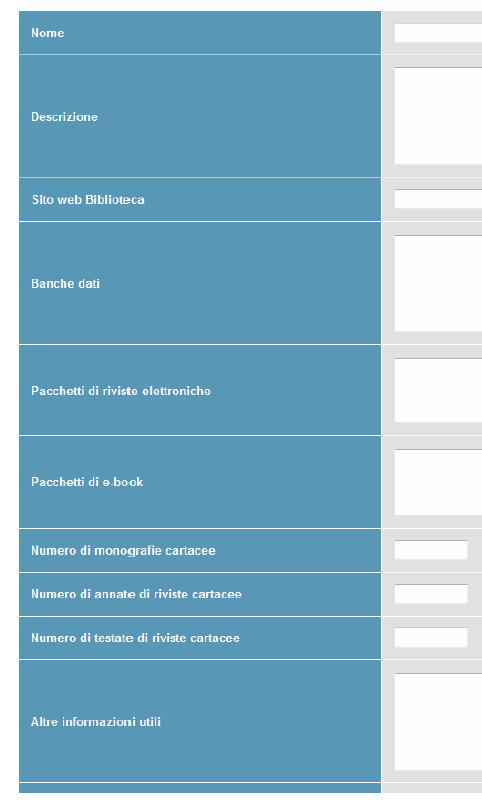 Nome
Descrizione
Sito web Biblioteca
Banche dati
Pacchetti di riviste elettroniche
Pacchetti di e-book
Numero di monografie cartacee
Numero di annate di riviste cartacee
Numero di testate di riviste cartacee
Altre informazioni utili